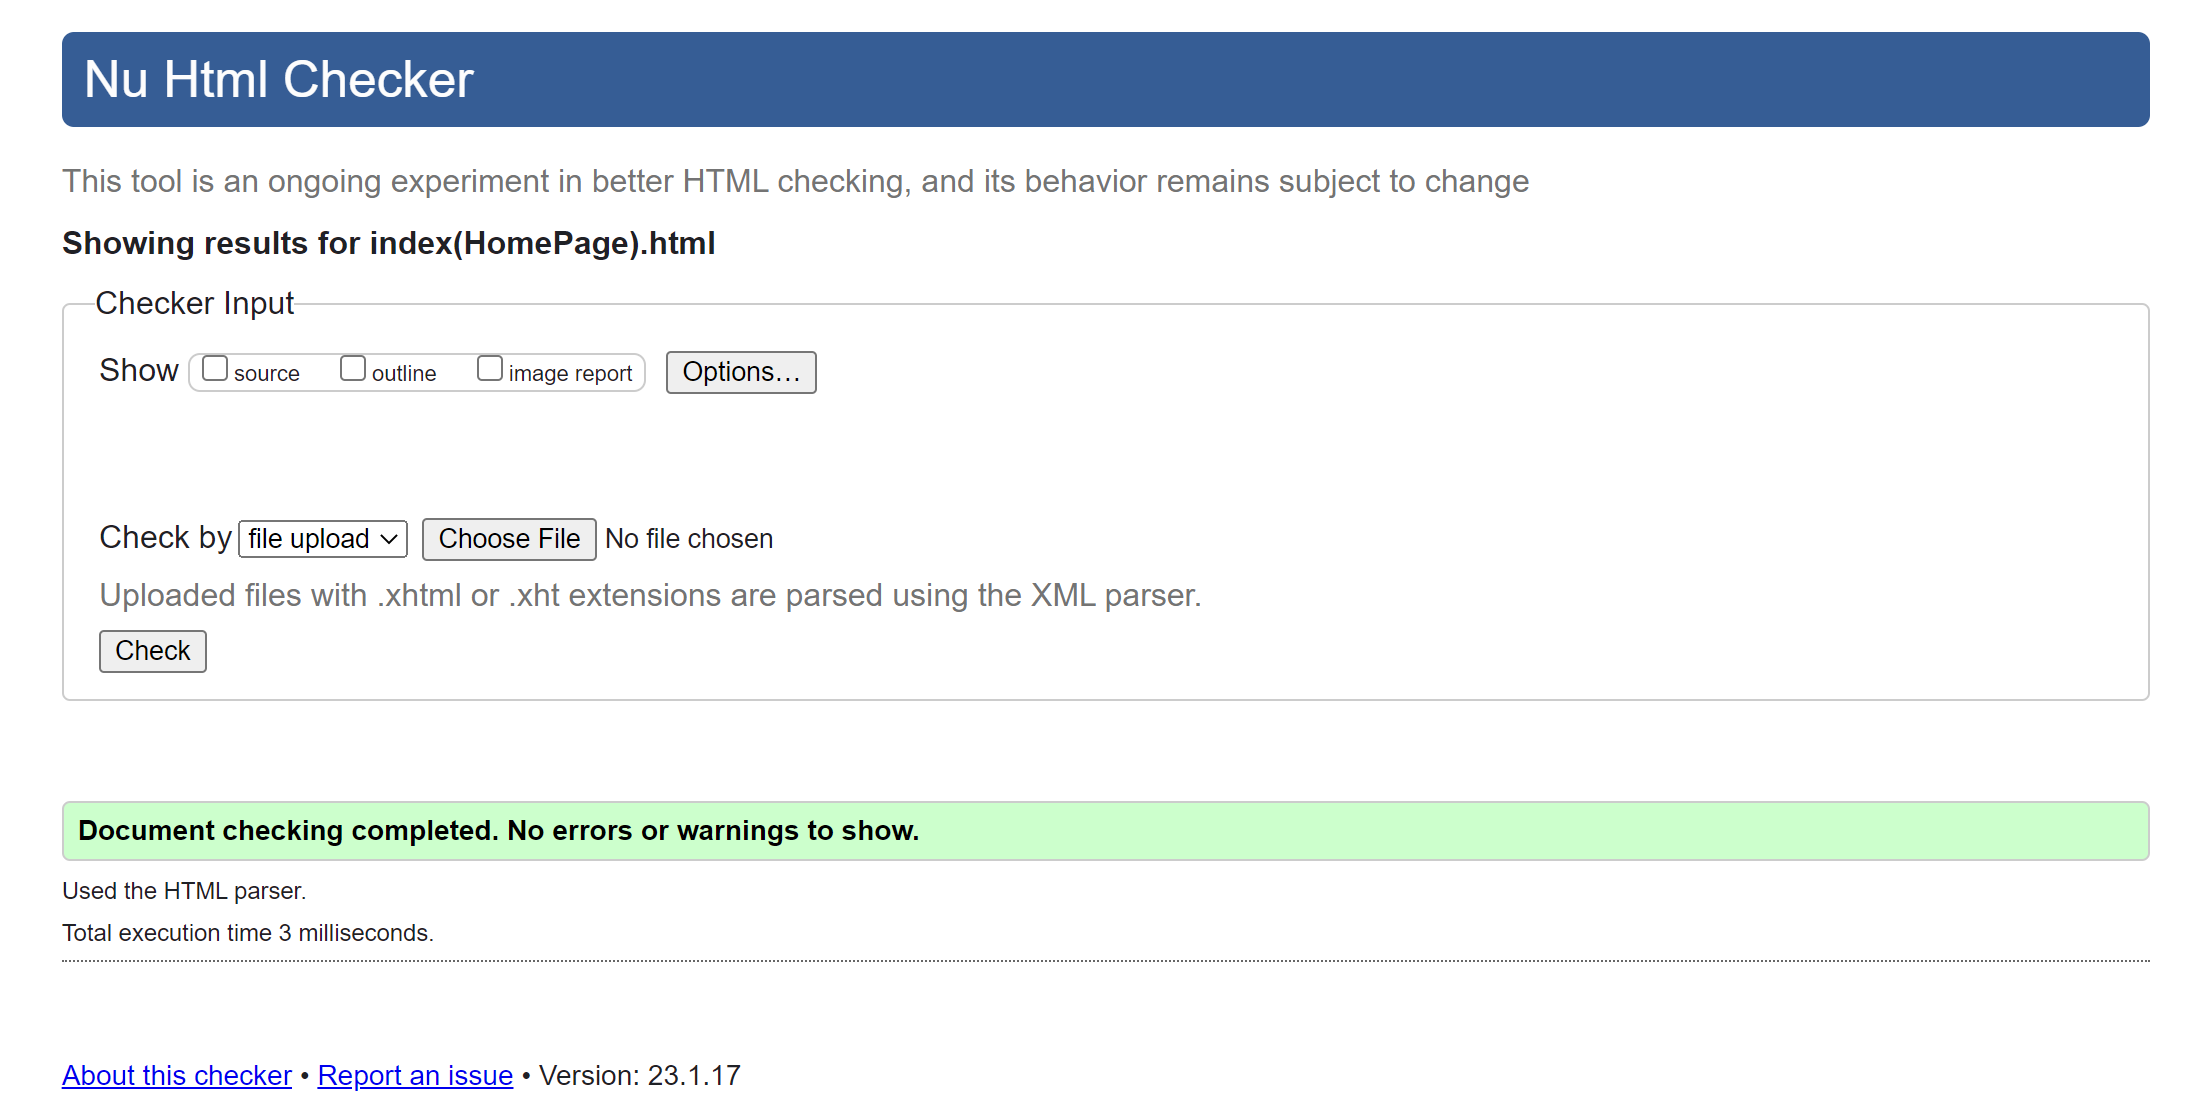 Nu Html Checker
This tool is an ongoing experiment in better HTML checking, and its behavior remains subject to change
Showing results for index(HomePage).html
Checker Input
Show source outline image report Options...
Check by file upload Choose File No file chosen
Uploaded files with .xhtml or .xht extensions are parsed using the XML parser.
Check
Document checking completed. No errors or warnings to show.
Used the HTML parser.
Total execution time 3 milliseconds.
About this checker • Report an issue • Version: 23.1.17